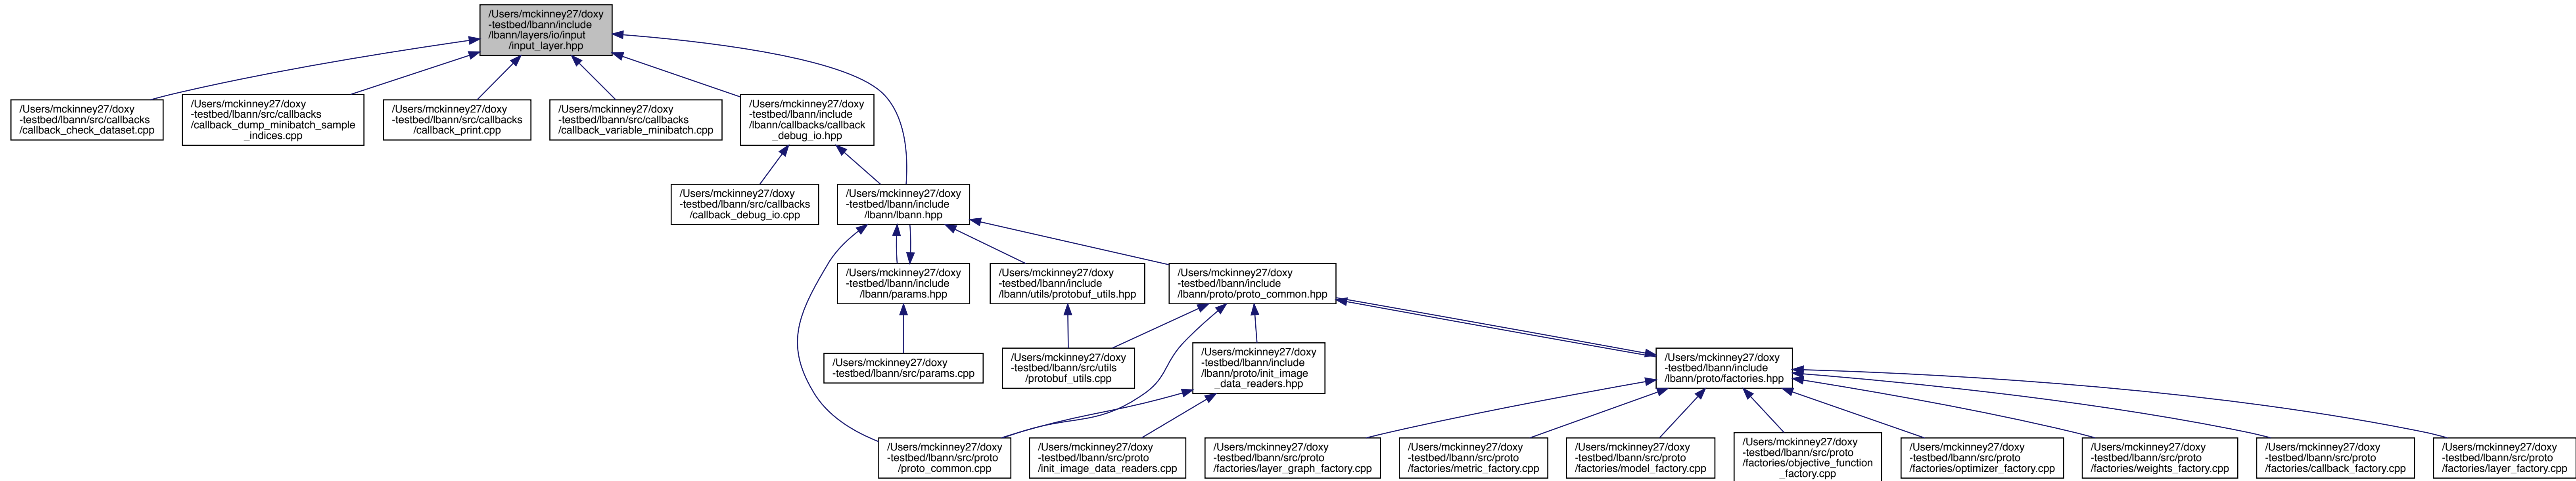 /Users/mckinney27/doxy
-testbed/lbann/include
/lbann/layers/io/input
/input_layer.hpp
/Users/mckinney27/doxy
-testbed/lbann/src/callbacks
/callback_check_dataset.cpp
/Users/mckinney27/doxy
-testbed/lbann/src/callbacks
/callback_dump_minibatch_sample
_indices.cpp
/Users/mckinney27/doxy
-testbed/lbann/src/callbacks
/callback_print.cpp
/Users/mckinney27/doxy
-testbed/lbann/src/callbacks
/callback_variable_minibatch.cpp
/Users/mckinney27/doxy
-testbed/lbann/include
/lbann/callbacks/callback
_debug_io.hpp
/Users/mckinney27/doxy
-testbed/lbann/src/callbacks
/callback_debug_io.cpp
/Users/mckinney27/doxy
-testbed/lbann/include
/lbann/lbann.hpp
/Users/mckinney27/doxy
-testbed/lbann/include
/lbann/params.hpp
/Users/mckinney27/doxy
-testbed/lbann/include
/lbann/utils/protobuf_utils.hpp
/Users/mckinney27/doxy
-testbed/lbann/include
/lbann/proto/proto_common.hpp
/Users/mckinney27/doxy
-testbed/lbann/src/params.cpp
/Users/mckinney27/doxy
-testbed/lbann/src/utils
/protobuf_utils.cpp
/Users/mckinney27/doxy
-testbed/lbann/include
/lbann/proto/init_image
_data_readers.hpp
/Users/mckinney27/doxy
-testbed/lbann/include
/lbann/proto/factories.hpp
/Users/mckinney27/doxy
-testbed/lbann/src/proto
/proto_common.cpp
/Users/mckinney27/doxy
-testbed/lbann/src/proto
/init_image_data_readers.cpp
/Users/mckinney27/doxy
-testbed/lbann/src/proto
/factories/layer_graph_factory.cpp
/Users/mckinney27/doxy
-testbed/lbann/src/proto
/factories/metric_factory.cpp
/Users/mckinney27/doxy
-testbed/lbann/src/proto
/factories/model_factory.cpp
/Users/mckinney27/doxy
-testbed/lbann/src/proto
/factories/objective_function
_factory.cpp
/Users/mckinney27/doxy
-testbed/lbann/src/proto
/factories/optimizer_factory.cpp
/Users/mckinney27/doxy
-testbed/lbann/src/proto
/factories/weights_factory.cpp
/Users/mckinney27/doxy
-testbed/lbann/src/proto
/factories/callback_factory.cpp
/Users/mckinney27/doxy
-testbed/lbann/src/proto
/factories/layer_factory.cpp